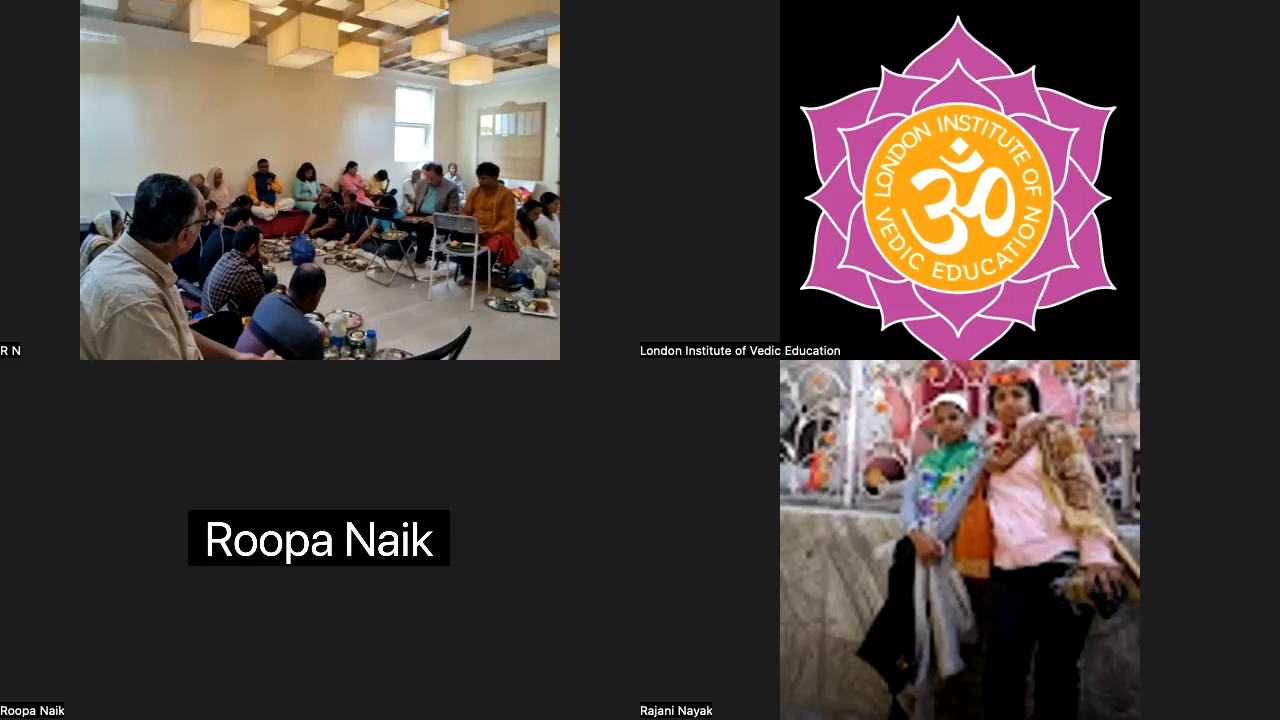 R N
LONDON INSTITUTE OF
VEDIC EDUCATION
ॐ
London Institute of Vedic Education
Roopa Naik
Roopa Naik
Rajani Nayak